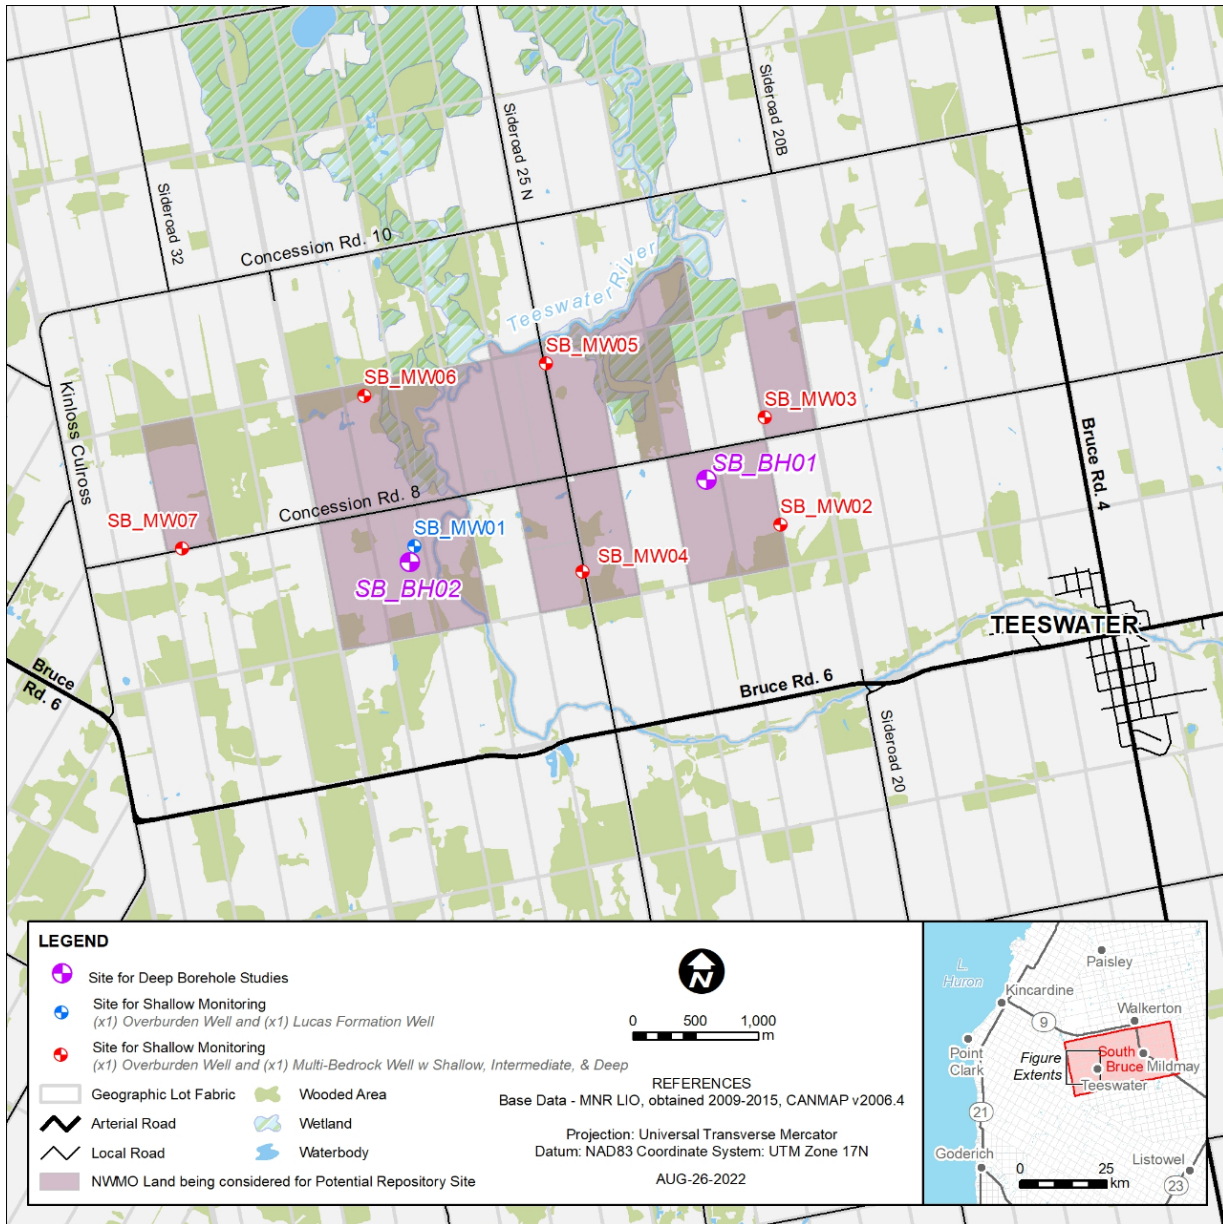 Sideroad 20B
Sideroad 25 N
Sideroad 32
Concession Rd. 10
Teeswater River
SB_MW05
SB_MW06
SB_MW03
Kinloss Culross
Bruce Rd. 4
SB_BH01
Concession Rd. 8
SB_MW07
SB_MW02
SB_MW01
SB_MW04
SB_BH02
TEESWATER
Bruce
Rd. 6
Bruce Rd. 6
Sideroad 20
LEGEND
Site for Deep Borehole Studies
Site for Shallow Monitoring
(x1) Overburden Well and (x1) Lucas Formation Well
Site for Shallow Monitoring
(x1) Overburden Well and (x1) Multi-Bedrock Well w Shallow, Intermediate, & Deep
Geographic Lot Fabric
Wooded Area
Arterial Road
Wetland
Local Road
Waterbody
NWMO Land being considered for Potential Repository Site
N
0 500 1,000
m
REFERENCES
Base Data - MNR LIO, obtained 2009-2015, CANMAP v2006.4
Projection: Universal Transverse Mercator
Datum: NAD83 Coordinate System: UTM Zone 17N
AUG-26-2022
L.
Huron
Paisley
Kincardine
Walkerton
9
Point
Clark
Figure
Extents
South
Bruce
Mildmay
Teeswater
21
Goderich
Listowel
0 25
km
23